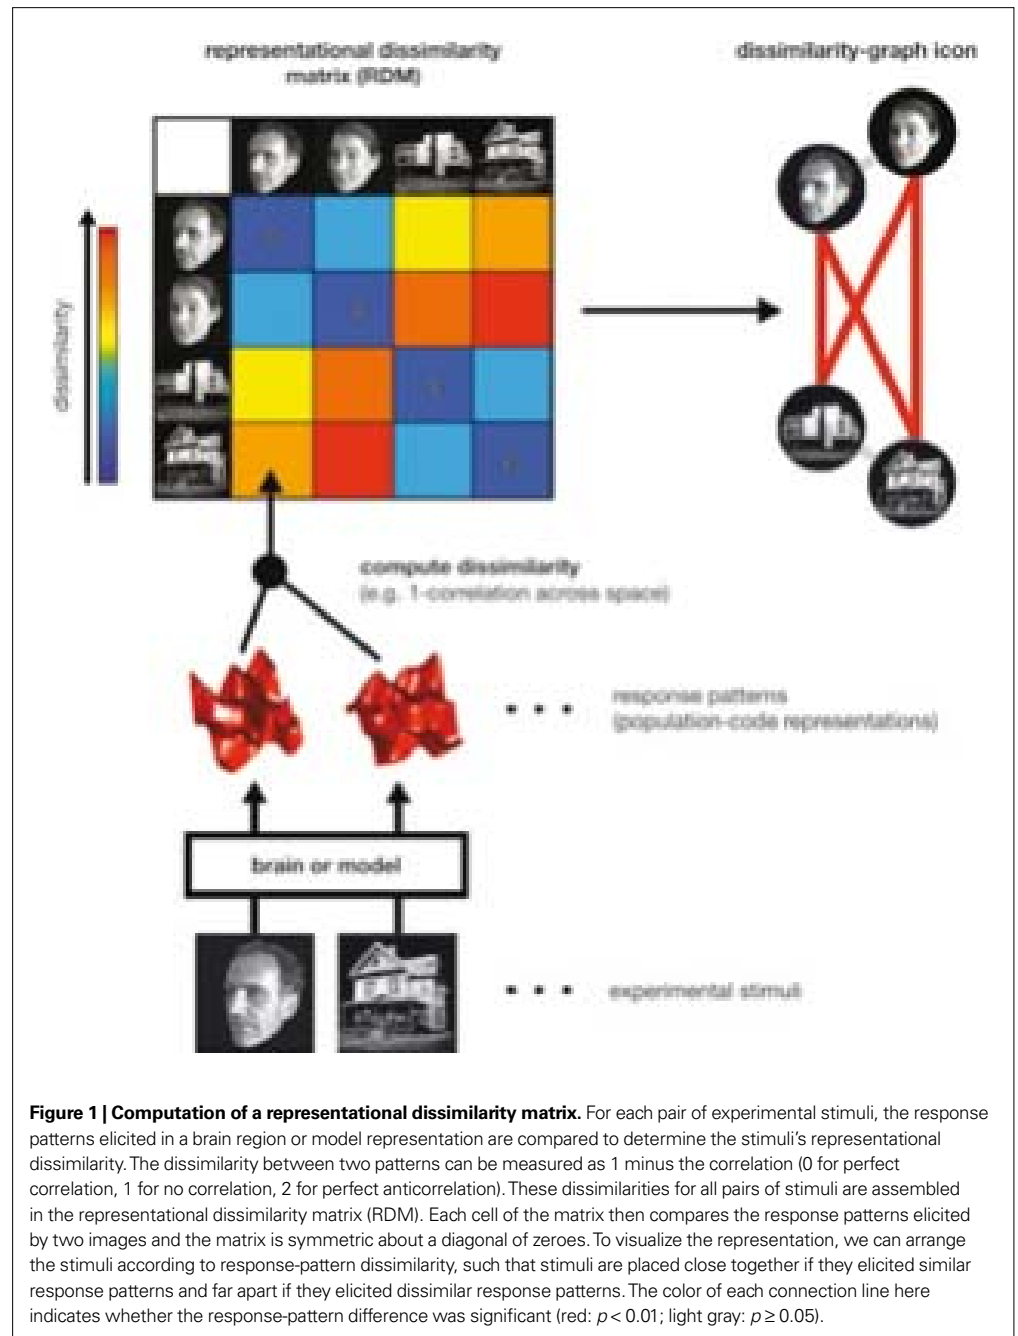 representational dissimilarity
matrix (RDM)
dissimilarity-graph icon
dissimilarity
0
0
0
0
compute dissimilarity
(e.g. 1-correlation across space)
response patterns
(population-code representations)
brain or model
experimental stimuli
Figure 1 | Computation of a representational dissimilarity matrix. For each pair of experimental stimuli, the response
patterns elicited in a brain region or model representation are compared to determine the stimuli's representational
dissimilarity. The dissimilarity between two patterns can be measured as 1 minus the correlation (0 for perfect
correlation, 1 for no correlation, 2 for perfect anticorrelation). These dissimilarities for all pairs of stimuli are assembled
in the representational dissimilarity matrix (RDM). Each cell of the matrix then compares the response patterns elicited
by two images and the matrix is symmetric about a diagonal of zeroes. To visualize the representation, we can arrange
the stimuli according to response-pattern dissimilarity, such that stimuli are placed close together if they elicited similar
response patterns and far apart if they elicited dissimilar response patterns. The color of each connection line here
indicates whether the response-pattern difference was significant (red: p < 0.01; light gray: p ≥ 0.05).